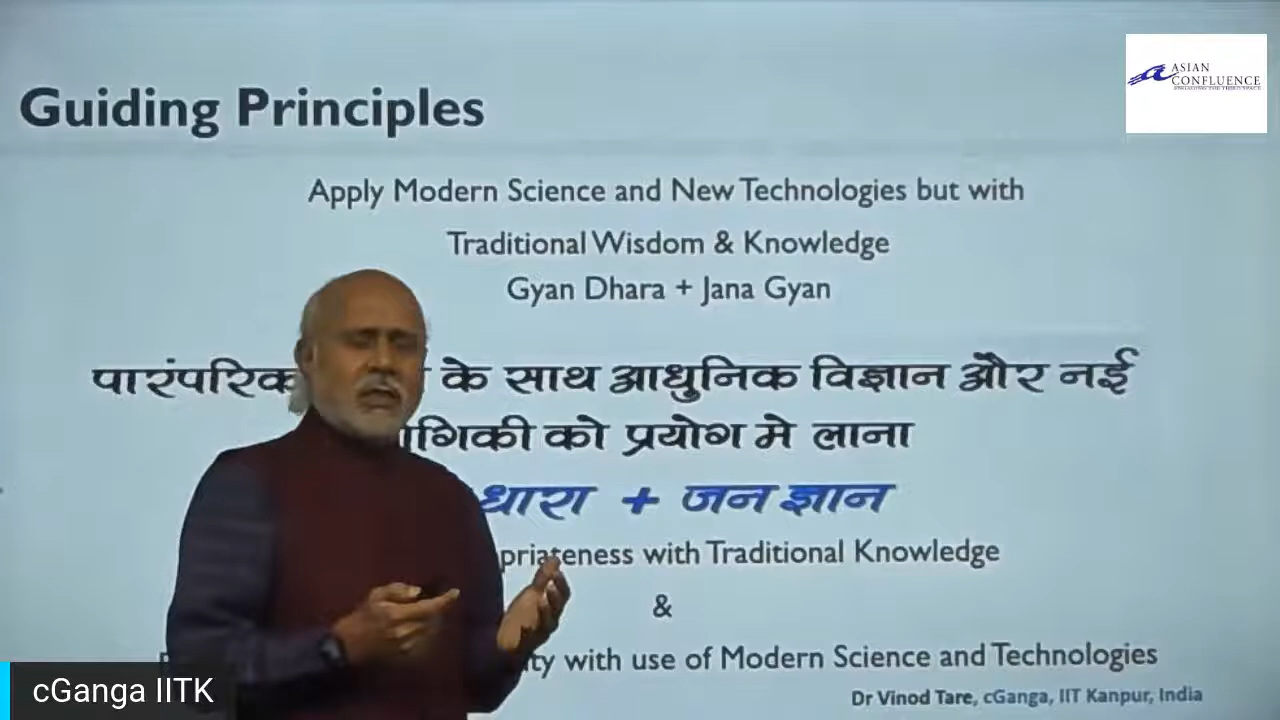 ASIAN
CONFLUENCE
Guiding Principles
Apply Modern Science and New Technologies but with
Traditional Wisdom & Knowledge
Gyan Dhara + Jana Gyan
पारंपरिक के साथ आधुनिक विज्ञान और नई
को प्रयोग मे लाना
धारा + जन ज्ञान
with Traditional Knowledge
&
with use of Modern Science and Technologies
Dr Vinod Tare, cGanga, IIT Kanpur, India
cGanga IITK